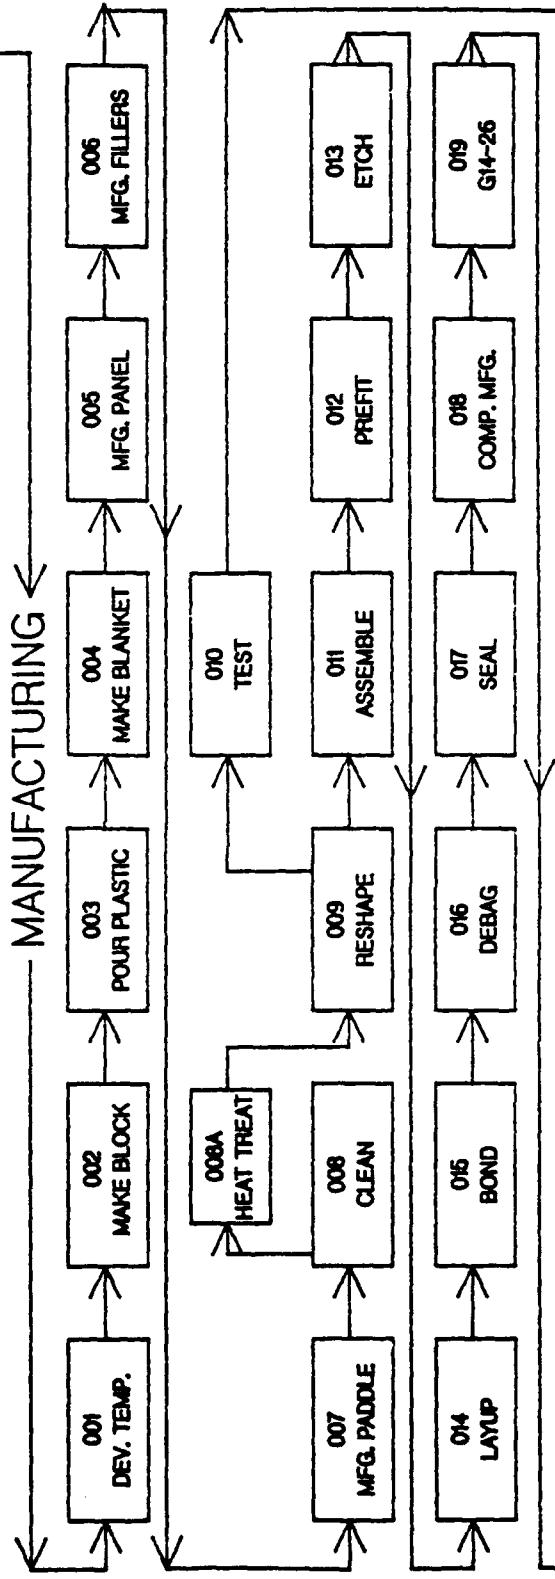 MANUFACTURING
001
DEV. TEMP.
002
MAKE BLOCK
003
POUR PLASTIC
004
MAKE BLANKET
005
MFG. PANEL
006
MFG. FILLERS
007
MFG. PADDLE
008
CLEAN
008A
HEAT TREAT
009
RESHAPE
010
TEST
011
ASSEMBLE
012
PREFIT
013
ETCH
014
LAYUP
015
BOND
016
DEBAG
017
SEAL
018
COMP. MFG.
019
G14-26